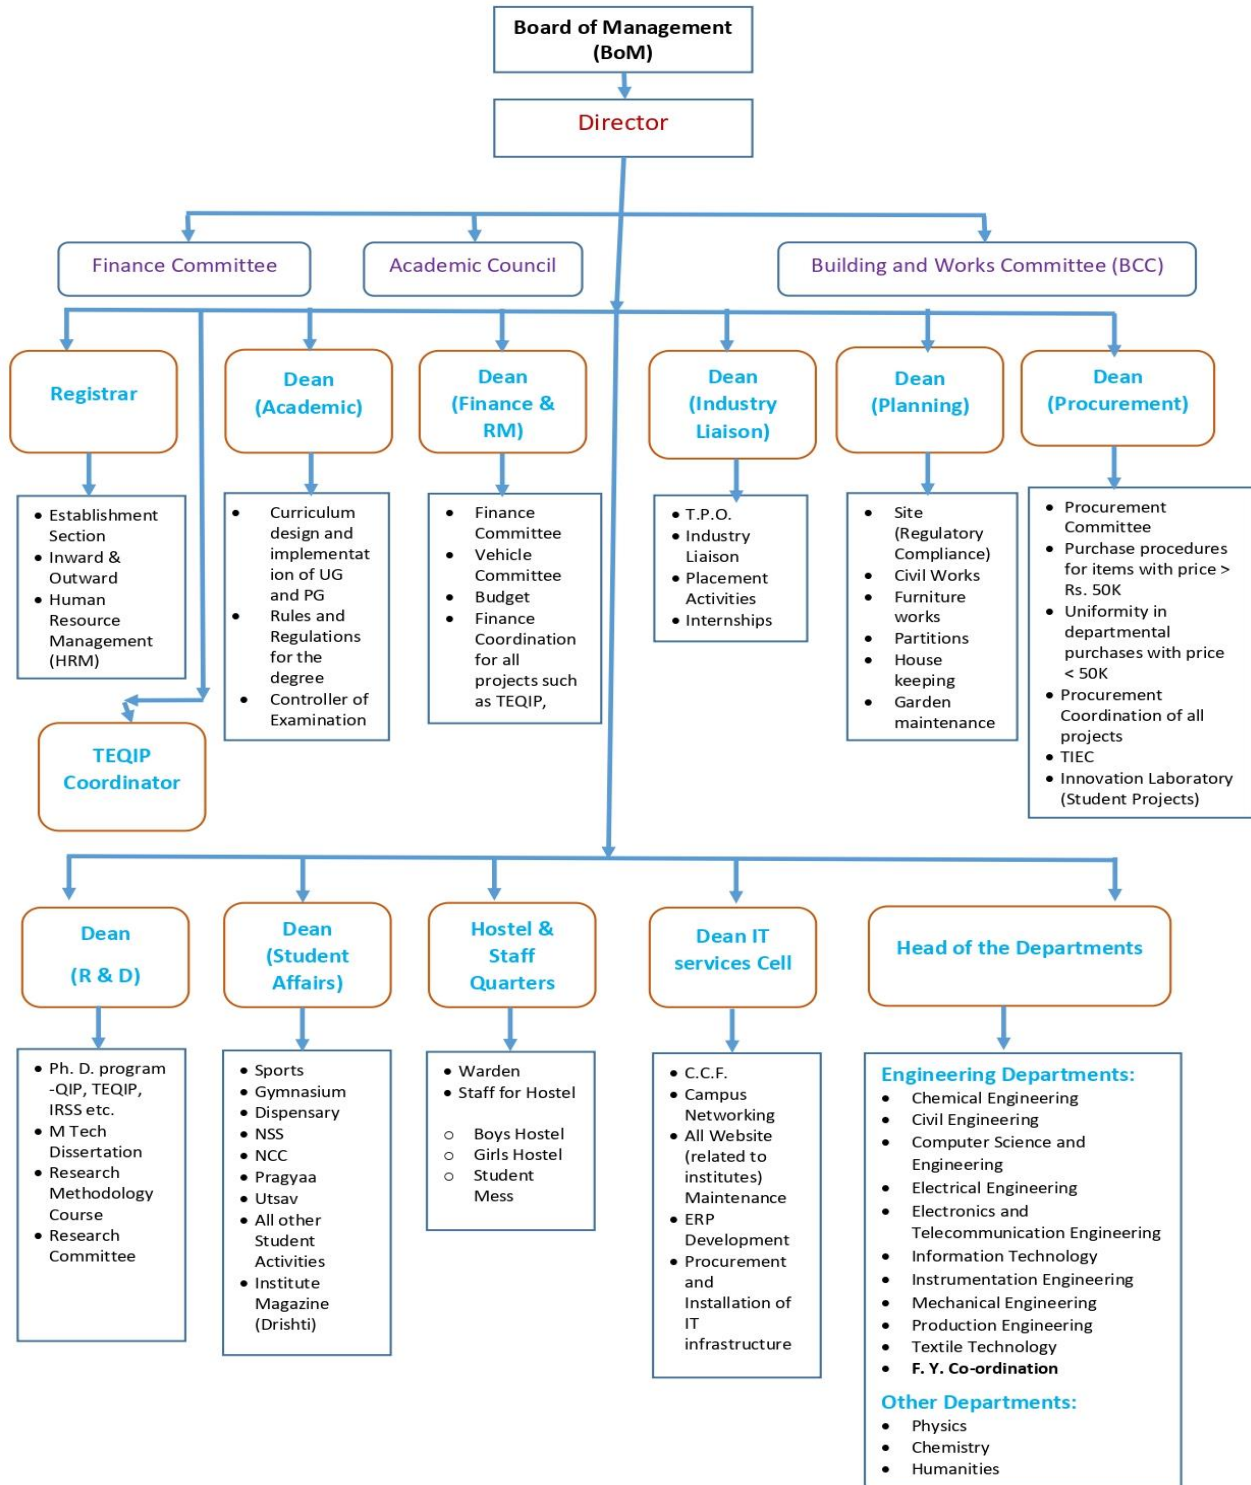 Board of Management
(BoM)
Director
Finance Committee
Academic Council
Building and Works Committee (BCC)
Registrar
Dean
(Academic)
Dean
(Finance &
RM)
Dean
(Industry
Liaison)
Dean
(Planning)
Dean
(Procurement)
• Establishment
Section
• Inward &
Outward
• Human
Resource
Management
(HRM)
• Curriculum
design and
implementat
ion of UG
and PG
• Rules and
Regulations
for the
degree
• Controller of
Examination
• Finance
Committee
• Vehicle
Committee
• Budget
• Finance
Coordination
for all
projects such
as TEQIP,
• T.P.O.
• Industry
Liaison
• Placement
Activities
• Internships
• Site
(Regulatory
Compliance)
• Civil Works
• Furniture
works
• Partitions
• House
keeping
• Garden
maintenance
• Procurement
Committee
• Purchase procedures
for items with price >
Rs. 50K
• Uniformity in
departmental
purchases with price
< 50K
• Procurement
Coordination of all
projects
• TIEC
• Innovation Laboratory
(Student Projects)
TEQIP
Coordinator
Dean
(R & D)
Dean
(Student
Affairs)
Hostel &
Staff
Quarters
Dean IT
services Cell
Head of the Departments
• Ph. D. program
-QIP, TEQIP,
IRSS etc.
• M Tech
Dissertation
• Research
Methodology
Course
• Research
Committee
• Sports
• Gymnasium
• Dispensary
• NSS
• NCC
• Pragyaa
• Utsav
• All other
Student
Activities
• Institute
Magazine
(Drishti)
• Warden
• Staff for Hostel
o Boys Hostel
o Girls Hostel
o Student
Mess
• C.C.F.
• Campus
Networking
• All Website
(related to
institutes)
Maintenance
• ERP
Development
• Procurement
and
Installation of
IT
infrastructure
Engineering Departments:
• Chemical Engineering
• Civil Engineering
• Computer Science and
Engineering
• Electrical Engineering
• Electronics and
Telecommunication Engineering
• Information Technology
• Instrumentation Engineering
• Mechanical Engineering
• Production Engineering
• Textile Technology
• F. Y. Co-ordination
Other Departments:
• Physics
• Chemistry
• Humanities